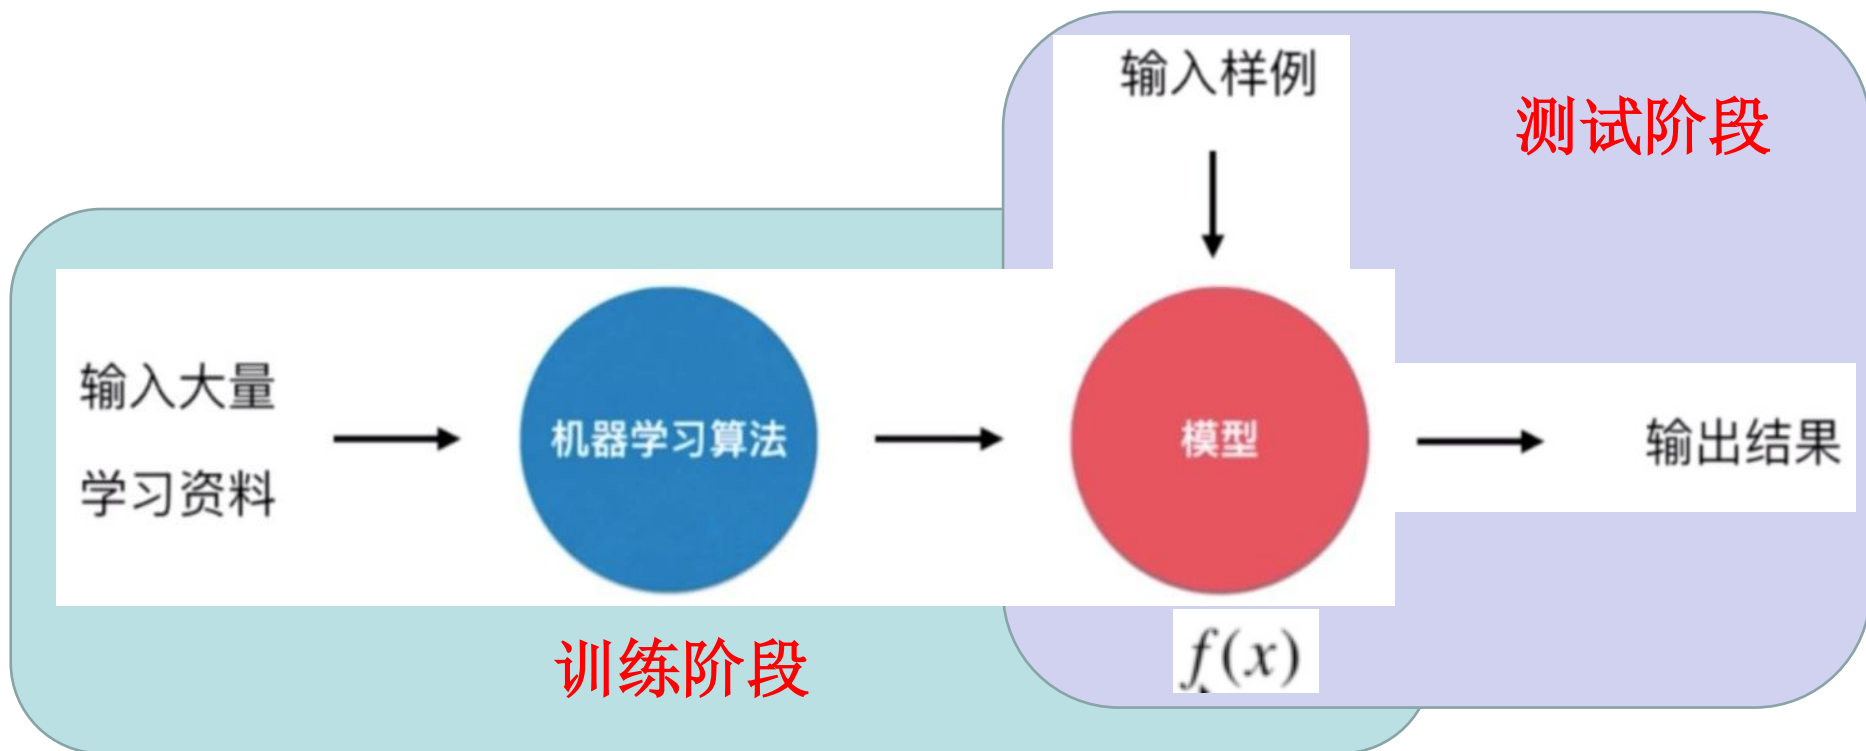 输入样例
测试阶段
输入大量
学习资料
机器学习算法
模型
输出结果
训练阶段
f(x)